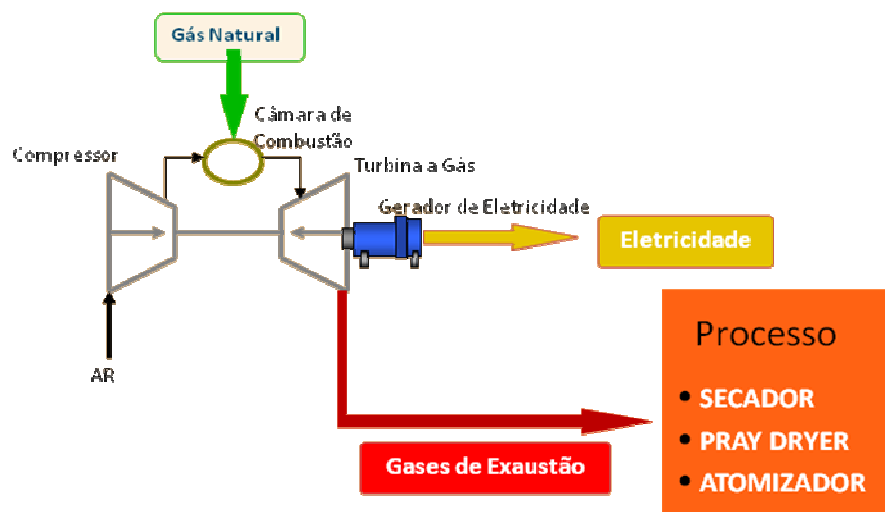 Gás Natural
Câmara de
Combustão
Compressor
Turbina a Gás
Gerador de Eletricidade
Eletricidade
Processo
AR
• SECADOR
• PRAY DRYER
• ATOMIZADOR
Gases de Exaustão